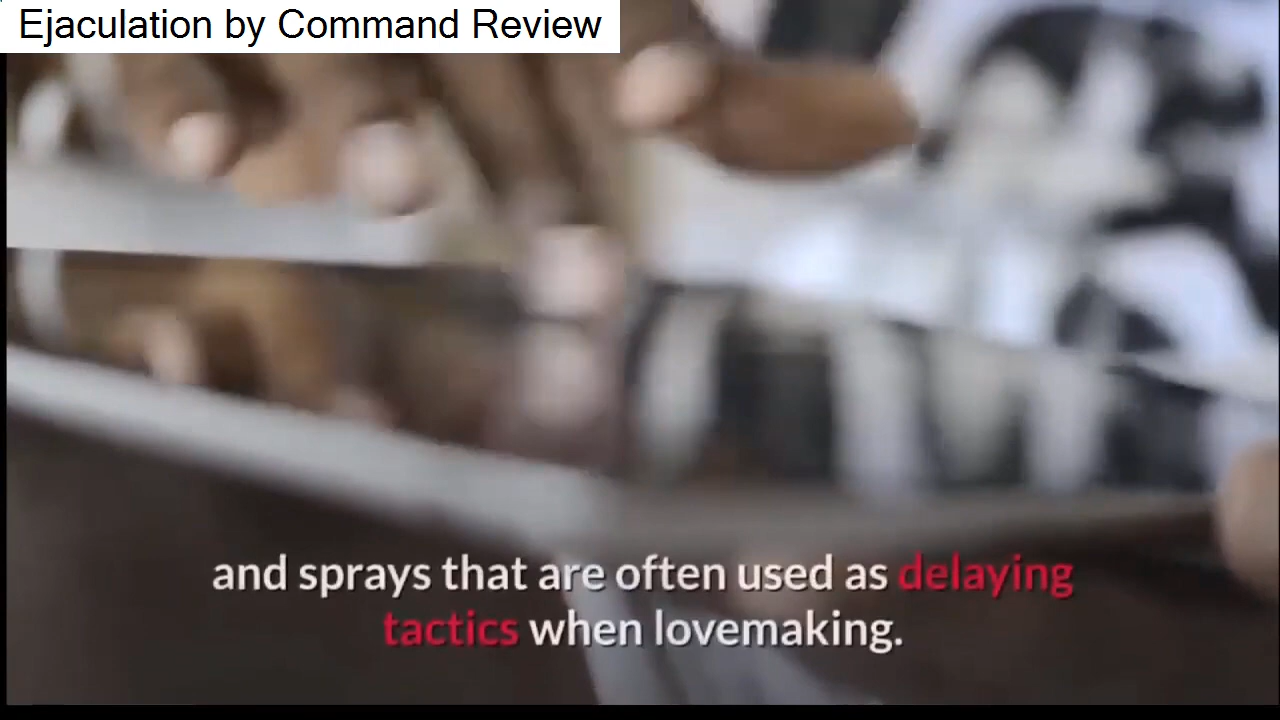 Ejaculation by Command Review
and sprays that are often used as delaying
tactics when lovemaking.